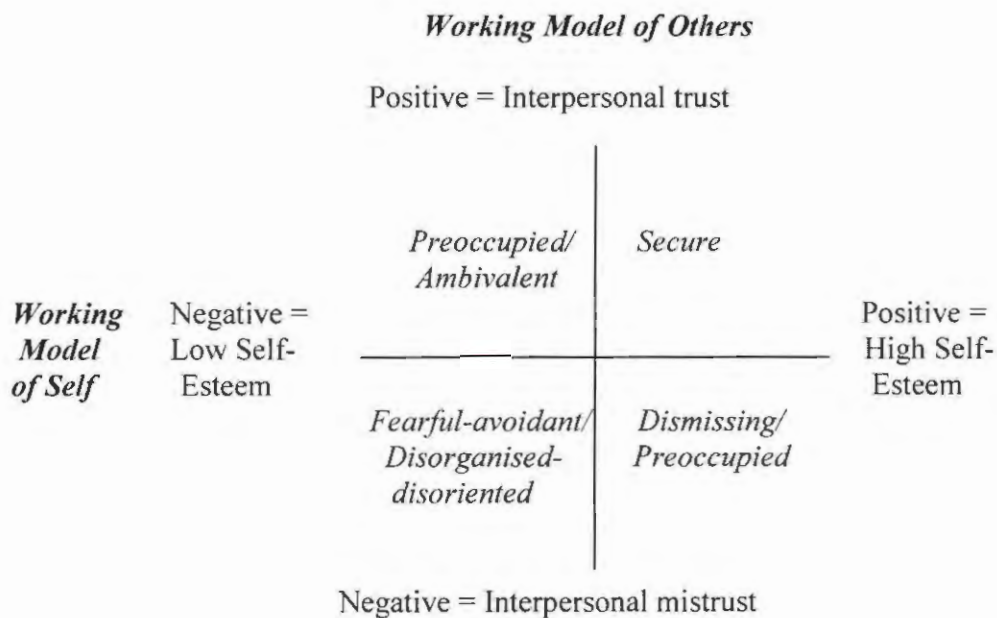 Working Model of Others
Positive = Interpersonal trust
Preoccupied/
Ambivalent
Secure
Working
Model
of Self
Negative =
Low Self-
Esteem
Positive =
High Self-
Esteem
Fearful-avoidant/
Disorganised-
disoriented
Dismissing/
Preoccupied
Negative = Interpersonal mistrust